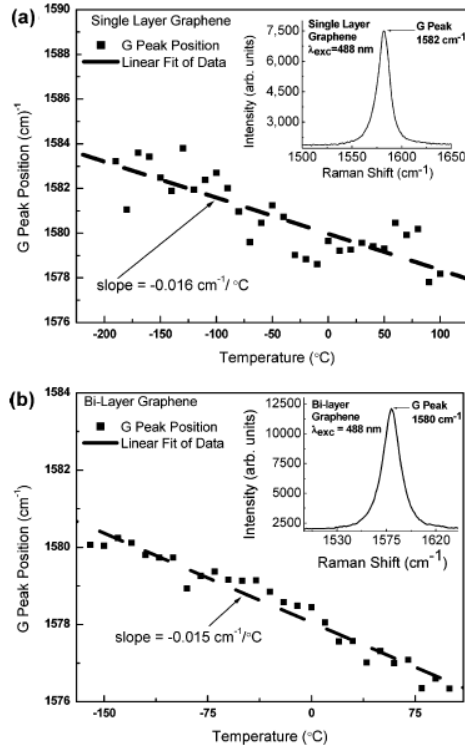 (a)
Single Layer Graphene
G Peak Position
Linear Fit of Data
G Peak Position (cm)⁻¹
1590
1588
1586
1584
1582
1580
1578
1576
slope = -0.016 cm⁻¹/ °C
-200
-150
-100
-50
0
50
100
Temperature (°C)
Single Layer
Graphene
λexc=488 nm
G Peak
1582 cm⁻¹
Intensity (arb. units)
7,500
6,000
4,500
3,000
1500
1550
1600
1650
Raman Shift (cm⁻¹)
(b)
Bi-Layer Graphene
G Peak Position
Linear Fit of Data
G Peak Position (cm⁻¹)
1584
1582
1580
1578
1576
slope = -0.015 cm⁻¹/°C
-150
-75
0
75
Temperature (°C)
Bi-layer
Graphene
λexc = 488 nm
G Peak
1580 cm⁻¹
Intensity (arb. units)
12500
10000
7500
5000
2500
1530
1575
1620
Raman Shift (cm⁻¹)